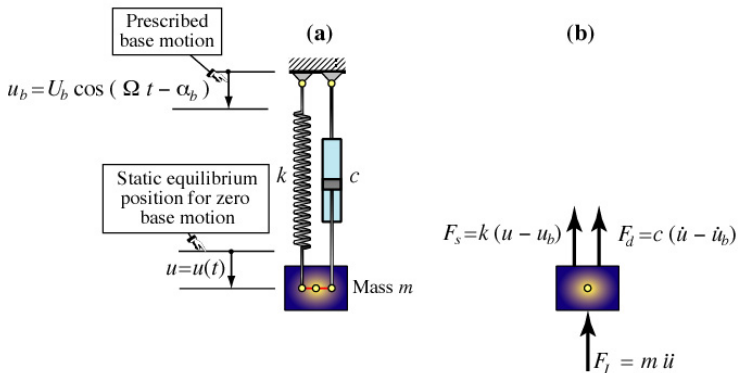 Prescribed
base motion
(a)
(b)
u_b = U_b cos ( Ω t − α_b )
k
c
Static equilibrium
position for zero
base motion
u = u(t)
Mass m
F_s = k (u − u_b)
F_d = c (u̇ − u̇_b)
F_I = m ü